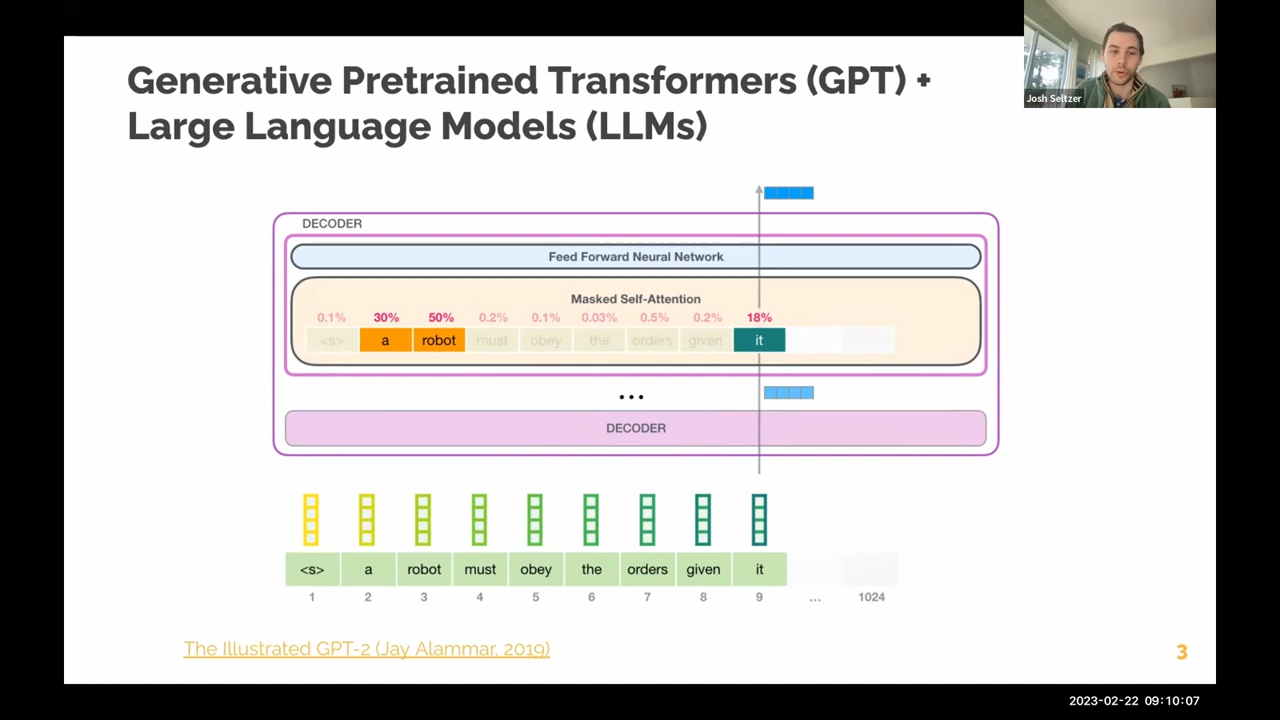 Generative Pretrained Transformers (GPT) +
Large Language Models (LLMs)
Josh Seltzer
DECODER
Feed Forward Neural Network
Masked Self-Attention
0.1% 30% 50% 0.2% 0.1% 0.03% 0.5% 0.2% 18%
<s> a robot must obey the orders given it
...
DECODER
<s> a robot must obey the orders given it
1 2 3 4 5 6 7 8 9 ... 1024
The Illustrated GPT-2 (Jay Alammar, 2019)
3
2023-02-22 09:10:07